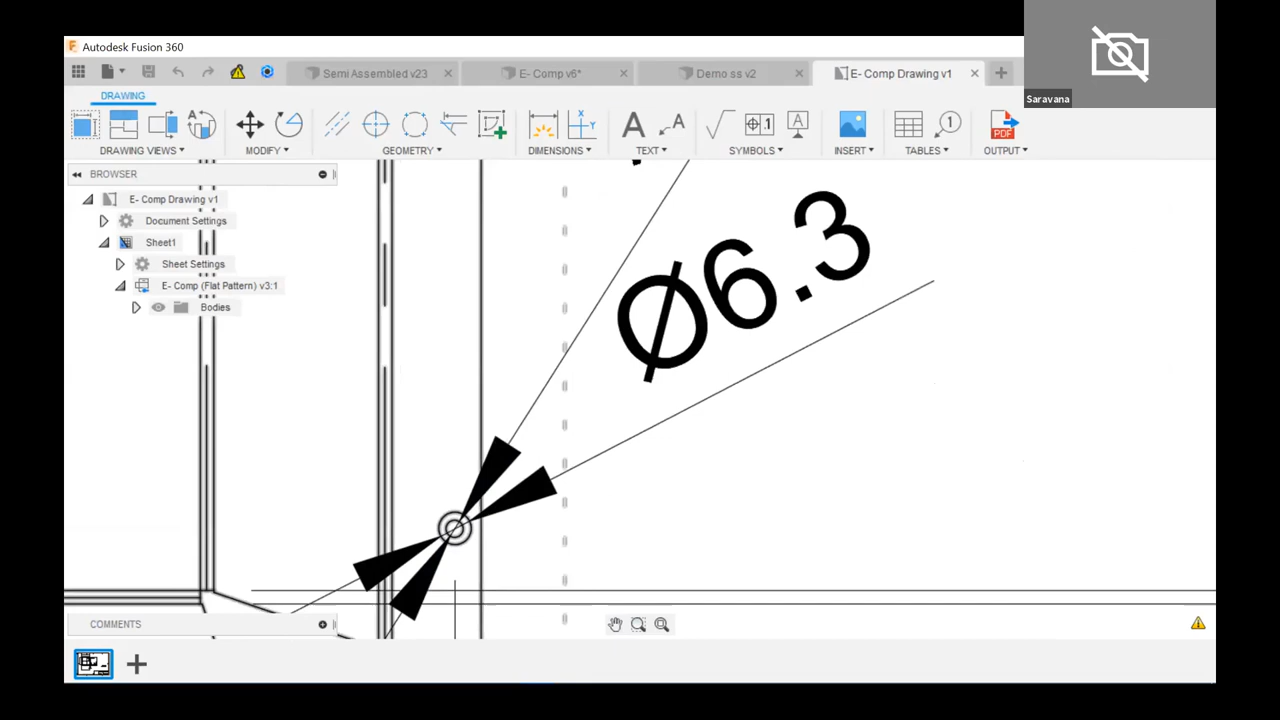 Autodesk Fusion 360
Semi Assembled v23
E- Comp v6*
Demo ss v2
E- Comp Drawing v1
Saravana
DRAWING
DRAWING VIEWS
MODIFY
GEOMETRY
DIMENSIONS
TEXT
SYMBOLS
INSERT
TABLES
OUTPUT
BROWSER
E- Comp Drawing v1
Document Settings
Sheet1
Sheet Settings
E- Comp (Flat Pattern) v3:1
Bodies
Ø6.3
COMMENTS